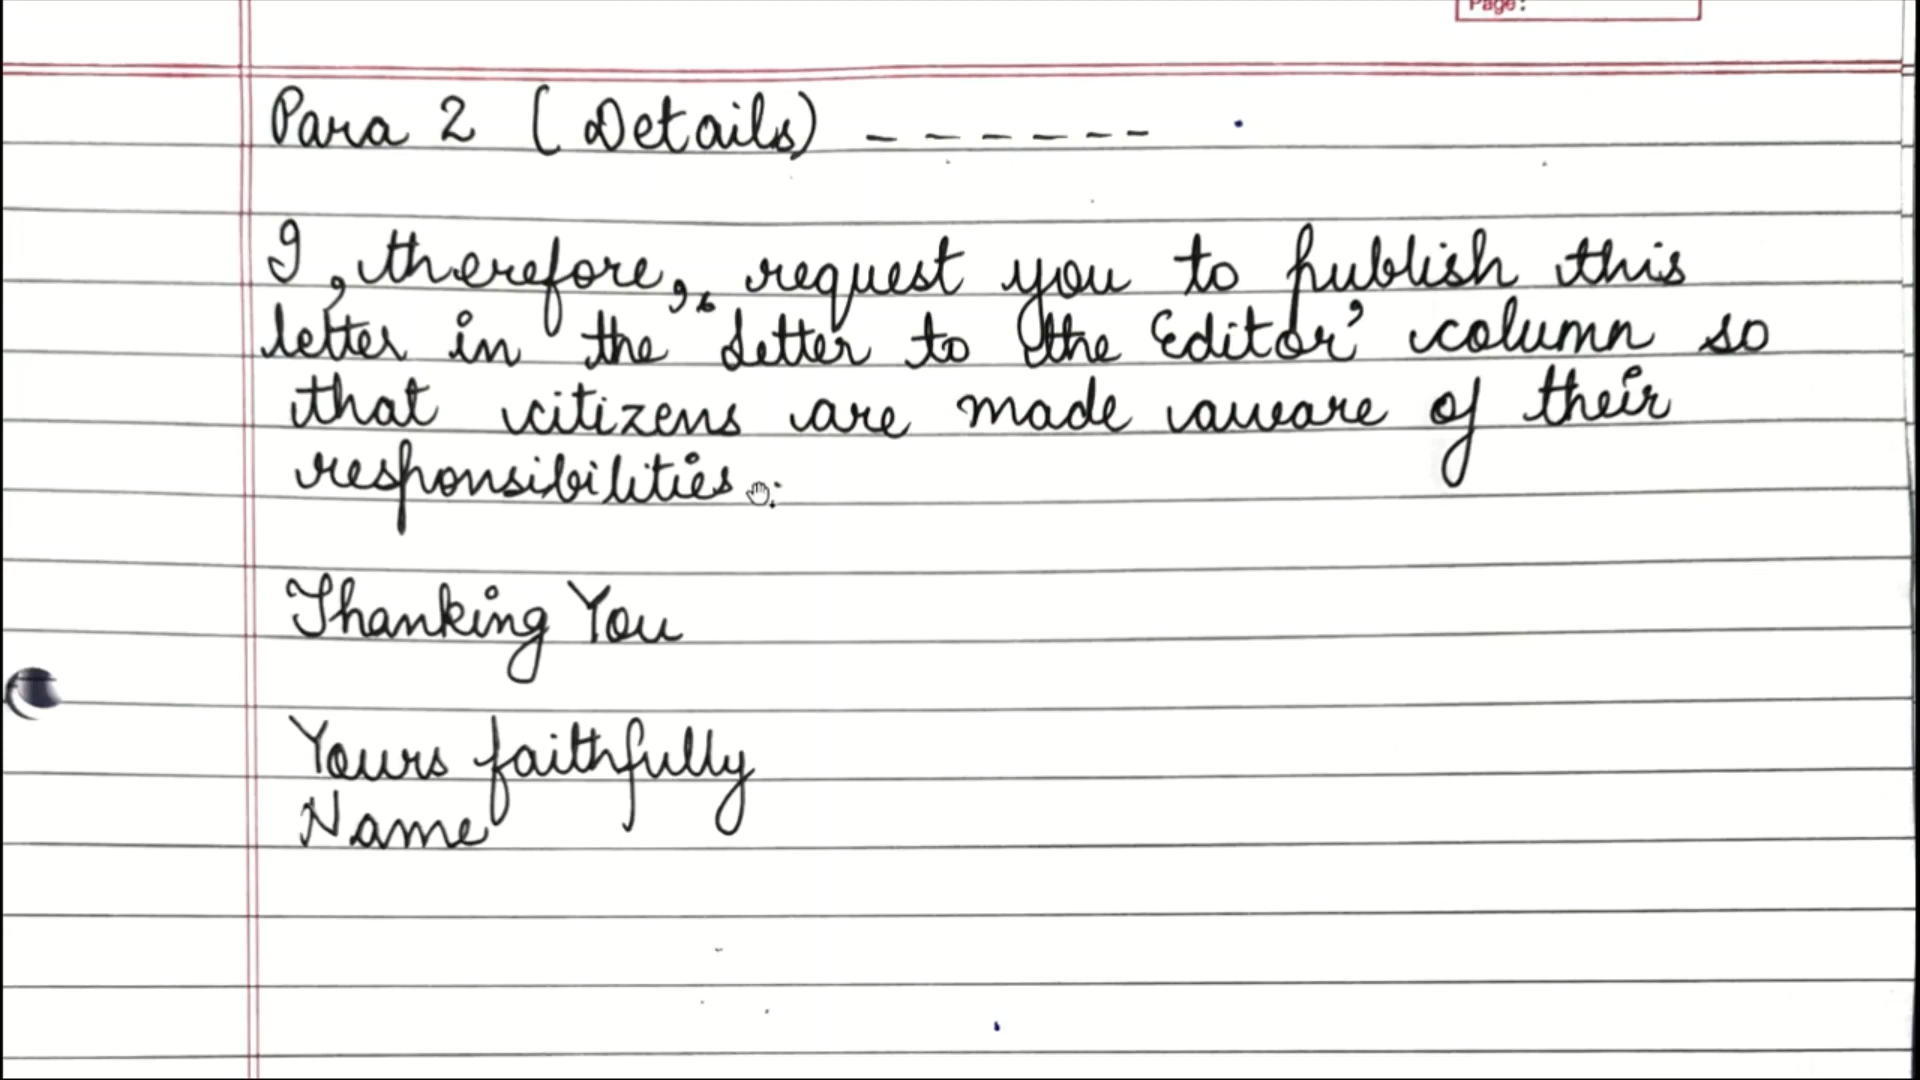 Page:
Para 2 (Details) ------
I, therefore, request you to publish this
letter in the 'Letter to the Editor' column so
that citizens are made aware of their
responsibilities.
Thanking You
Yours faithfully
Name